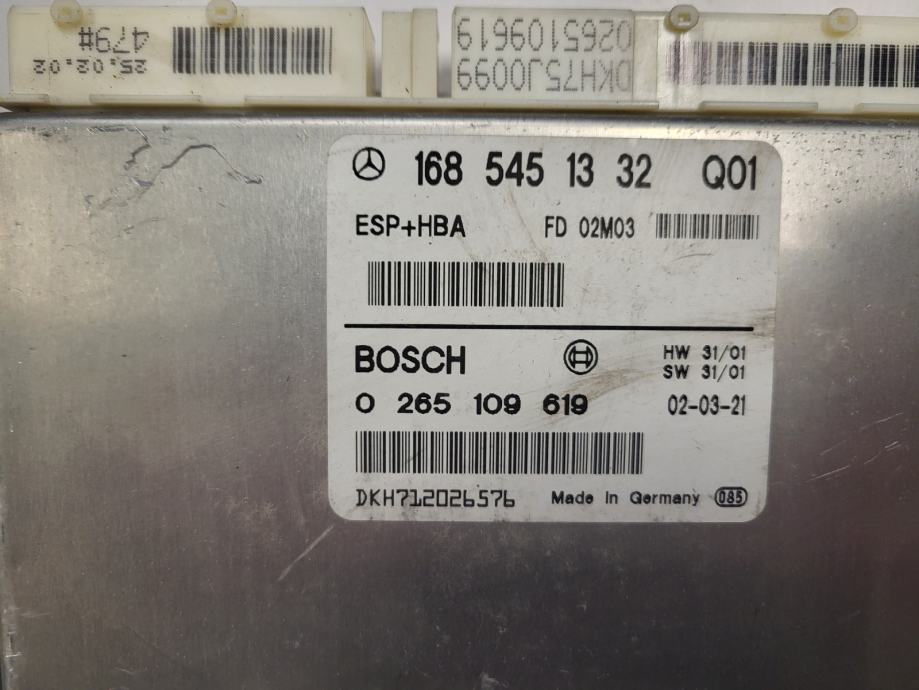 479#
25.02.02
0265109619
DKH75J0099
168 545 13 32 Q01
ESP+HBA FD 02M03
BOSCH HW 31/01
SW 31/01
0 265 109 619 02-03-21
DKH712026576 Made in Germany 085